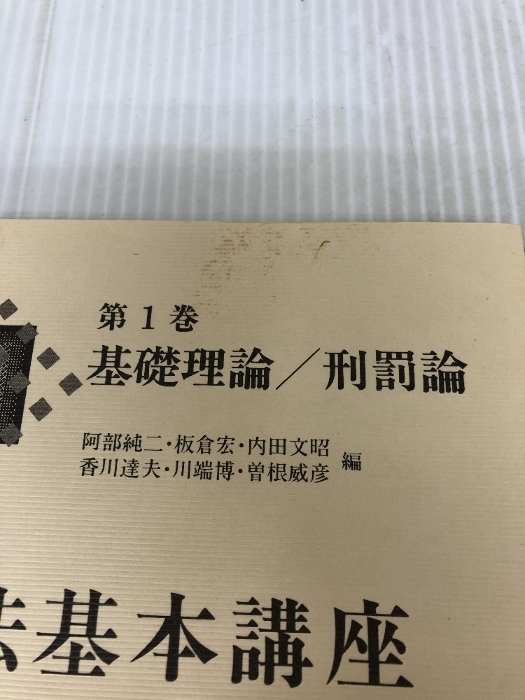 第1巻
基礎理論／刑罰論
阿部純二・板倉宏・内田文昭
香川達夫・川端博・曽根威彦 編
法基本講座